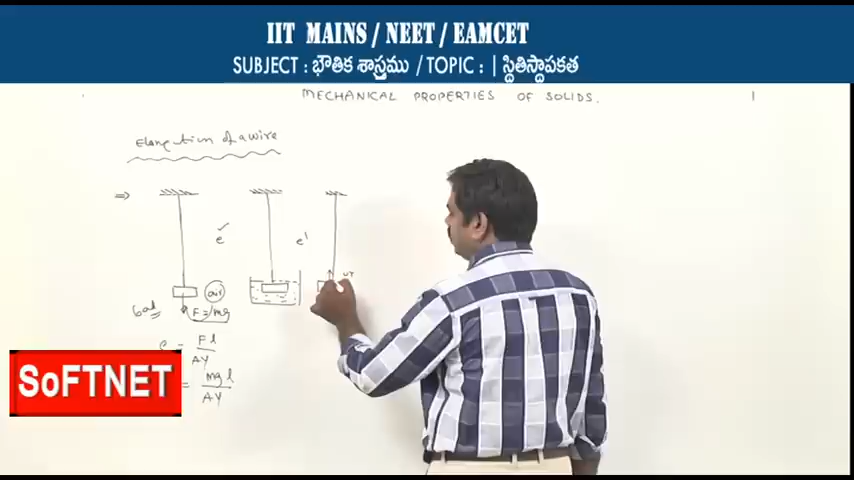 IIT MAINS / NEET / EAMCET
SUBJECT : భౌతిక శాస్త్రము / TOPIC : | స్థితిస్థాపకత
MECHANICAL PROPERTIES OF SOLIDS.
1
Elongation of a wire
⇒
e
e'
air
F=mg
e = Fl / AY
= mgl / AY
SoFTNET